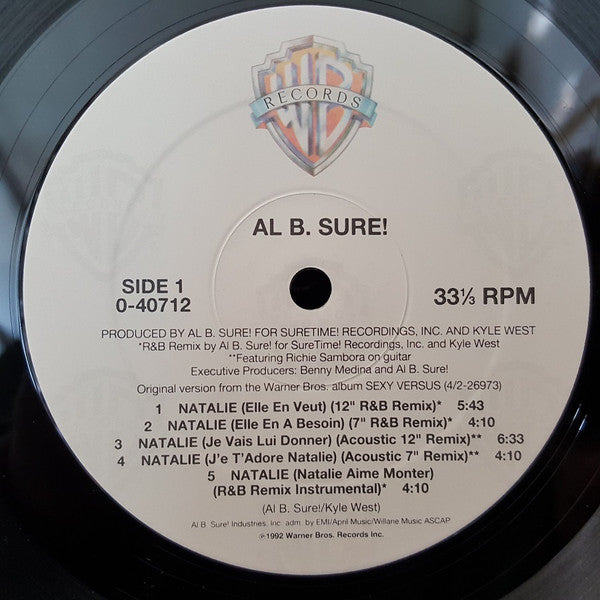 WB
RECORDS
AL B. SURE!
SIDE 1
0-40712
33⅓ RPM
PRODUCED BY AL B. SURE! FOR SURETIME! RECORDINGS, INC. AND KYLE WEST
*R&B Remix by Al B. Sure! for SureTime! Recordings, Inc. and Kyle West
**Featuring Richie Sambora on guitar
Executive Producers: Benny Medina and Al B. Sure!
Original version from the Warner Bros. album SEXY VERSUS (4/2-26973)
1 NATALIE (Elle En Veut) (12" R&B Remix)* 5:43
2 NATALIE (Elle En A Besoin) (7" R&B Remix)* 4:10
3 NATALIE (Je Vais Lui Donner) (Acoustic 12" Remix)** 6:33
4 NATALIE (J'e T'Adore Natalie) (Acoustic 7" Remix)** 4:10
5 NATALIE (Natalie Aime Monter)
(R&B Remix Instrumental)* 4:10
(Al B. Sure!/Kyle West)
Al B. Sure! Industries, Inc. adm. by EMI/April Music/Willane Music ASCAP
℗1992 Warner Bros. Records Inc.